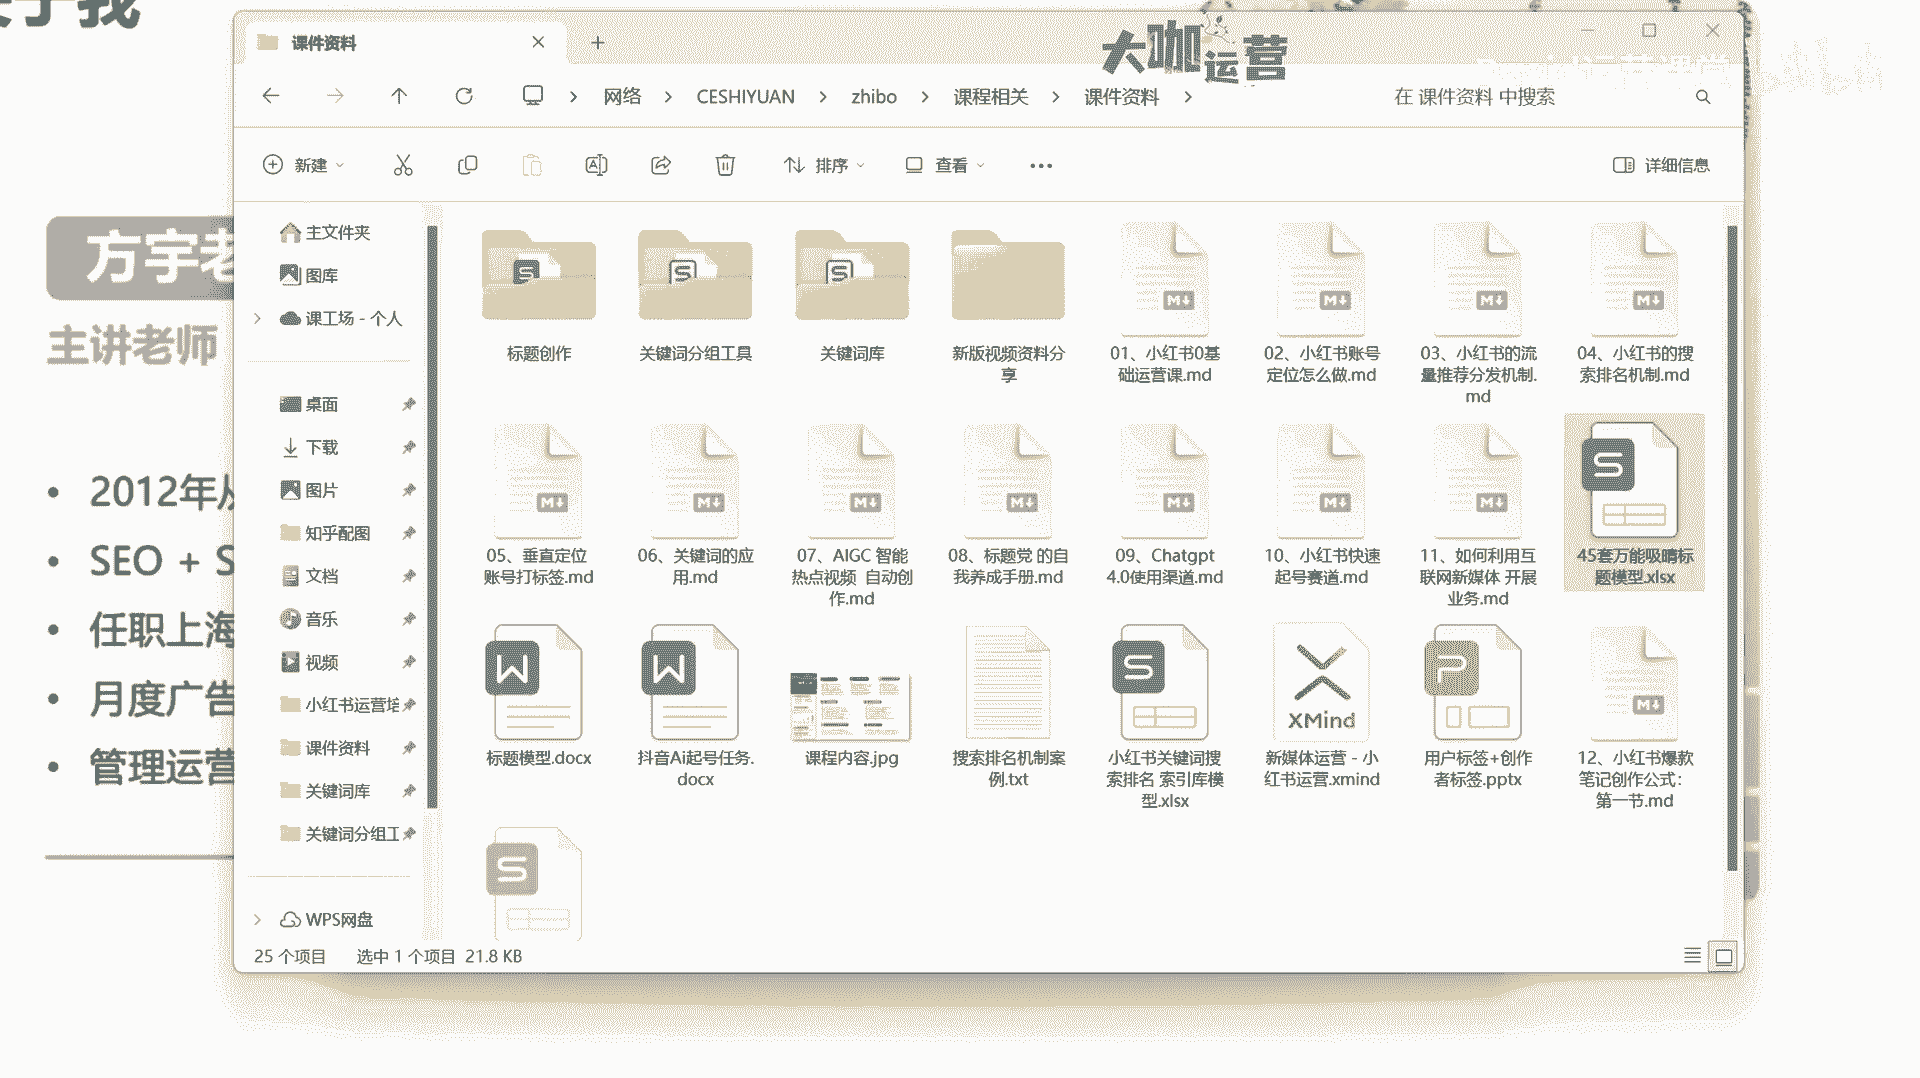 于我
课件资料
大咖运营
网络
CESHIYUAN
zhibo
课程相关
课件资料
在 课件资料 中搜索
新建
排序
查看
详细信息
方宇老
主讲老师
2012年从
SEO + S
任职上海
月度广告
管理运营
主文件夹
图库
课工场 - 个人
桌面
下载
图片
知乎配图
文档
音乐
视频
小红书运营培
课件资料
关键词库
关键词分组工
WPS网盘
标题创作
关键词分组工具
关键词库
新版视频资料分
享
01、小红书0基
础运营课.md
02、小红书账号
定位怎么做.md
03、小红书的流
量推荐分发机制.
md
04、小红书的搜
索排名机制.md
05、垂直定位
账号打标签.md
06、关键词的应
用.md
07、AIGC 智能
热点视频 自动创
作.md
08、标题党 的自
我养成手册.md
09、Chatgpt
4.0使用渠道.md
10、小红书快速
起号赛道.md
11、如何利用互
联网新媒体 开展
业务.md
45套万能吸睛标
题模型.xlsx
标题模型.docx
抖音Ai起号任务.
docx
课程内容.jpg
搜索排名机制案
例.txt
小红书关键词搜
索排名 索引库模
型.xlsx
XMind
新媒体运营 - 小
红书运营.xmind
用户标签+创作
者标签.pptx
12、小红书爆款
笔记创作公式：
第一节.md
25 个项目
选中 1 个项目 21.8 KB